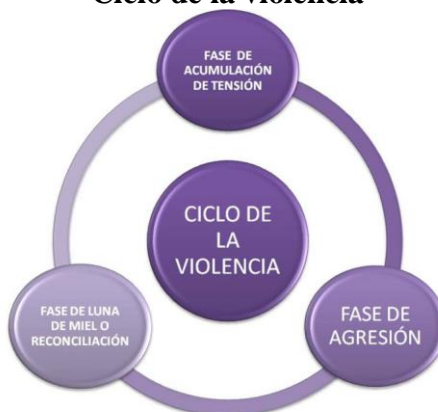 Ciclo de la violencia
FASE DE
ACUMULACIÓN
DE TENSIÓN
CICLO DE
LA
VIOLENCIA
FASE DE LUNA
DE MIEL O
RECONCILIACIÓN
FASE DE
AGRESIÓN